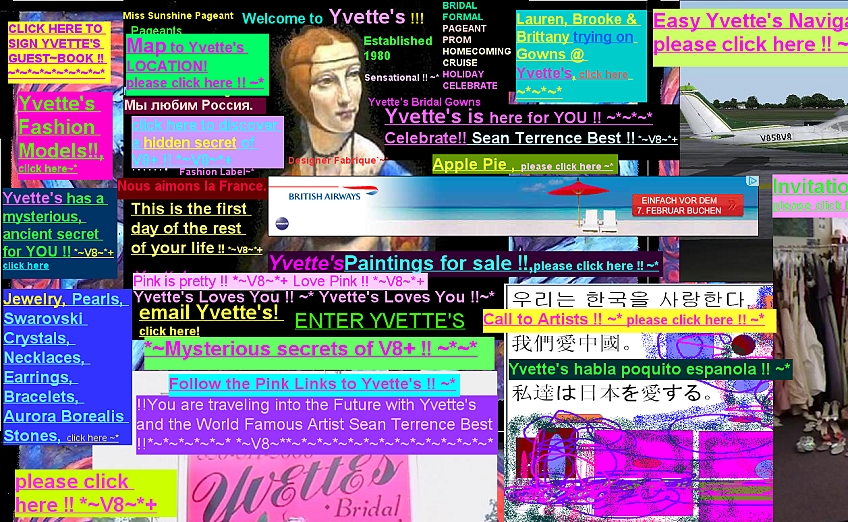 CLICK HERE TO
SIGN YVETTE'S
GUEST~BOOK !!
~*~*~*~*~*~*~*~
Miss Sunshine Pageant
Pageants
Map to Yvette's
LOCATION!
please click here !! ~*
Welcome to Yvette's !!!
Established
1980
Sensational !! ~*
BRIDAL
FORMAL
PAGEANT
PROM
HOMECOMING
CRUISE
HOLIDAY
CELEBRATE
Lauren, Brooke &
Brittany trying on
Gowns @
Yvette's, click here
~*~*~*
Easy Yvette's Naviga
please click here !! ~
Yvette's
Fashion
Models!!,
click here~*
Мы любим Россия.
click here to discover
a hidden secret of
V8+ !! *~V8~*+
Fashion Label~*
Yvette's Bridal Gowns
Yvette's is here for YOU !! ~*~*~*
Celebrate!! Sean Terrence Best !! *~V8~*+
Designer Fabrique`~*
Apple Pie , please click here !! ~*
V858V8
Yvette's has a
mysterious,
ancient secret
for YOU !! *~V8~*+
click here
Nous aimons la France.
This is the first
day of the rest
of your life !! *~V8~*+
BRITISH AIRWAYS
EINFACH VOR DEM
7. FEBRUAR BUCHEN
Invitatio
please click h
Yvette'sPaintings for sale !!,please click here !! ~*
Pink is pretty !! *~V8~*+ Love Pink !! *~V8~*+
Yvette's Loves You !! ~* Yvette's Loves You !!~*
Jewelry, Pearls,
Swarovski
Crystals,
Necklaces,
Earrings,
Bracelets,
Aurora Borealis
Stones, click here ~*
email Yvette's!
click here!
ENTER YVETTE'S
우리는 한국을 사랑한다.
Call to Artists !! ~* please click here !! ~*
我們愛中國。
*~Mysterious secrets of V8+ !! ~*~*
Yvette's habla poquito espanola !! ~*
Follow the Pink Links to Yvette's !! ~*
私達は日本を愛する。
!!You are traveling into the Future with Yvette's
and the World Famous Artist Sean Terrence Best
!!*~*~*~*~*~* *~V8~**~*~*~*~*~*~*~*~*~*~*~*~*
please click
here !! *~V8~*+
Yvettes
Bridal